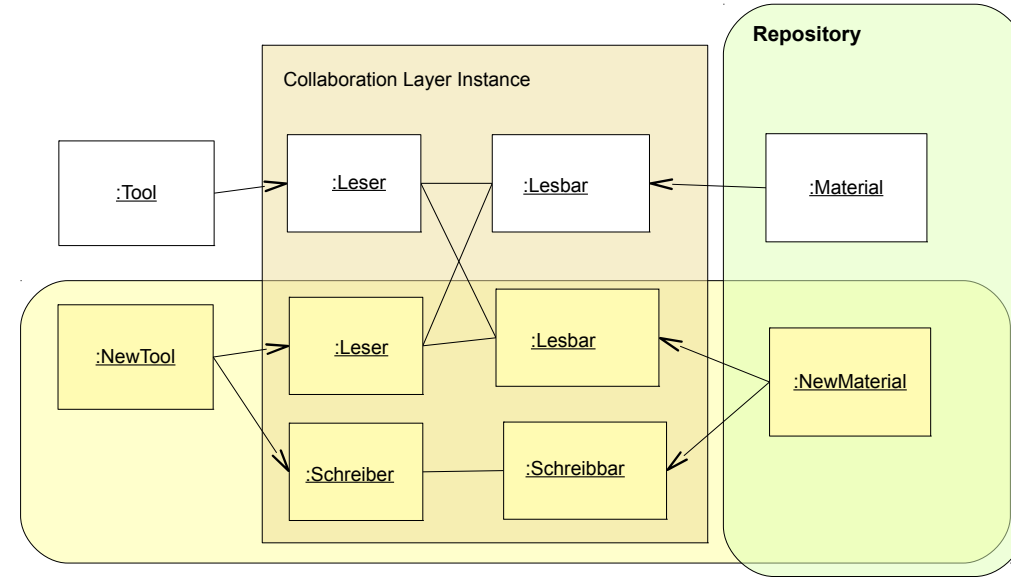 Repository
Collaboration Layer Instance
:Tool
:Leser
:Lesbar
:Material
:NewTool
:Leser
:Lesbar
:NewMaterial
:Schreiber
:Schreibbar